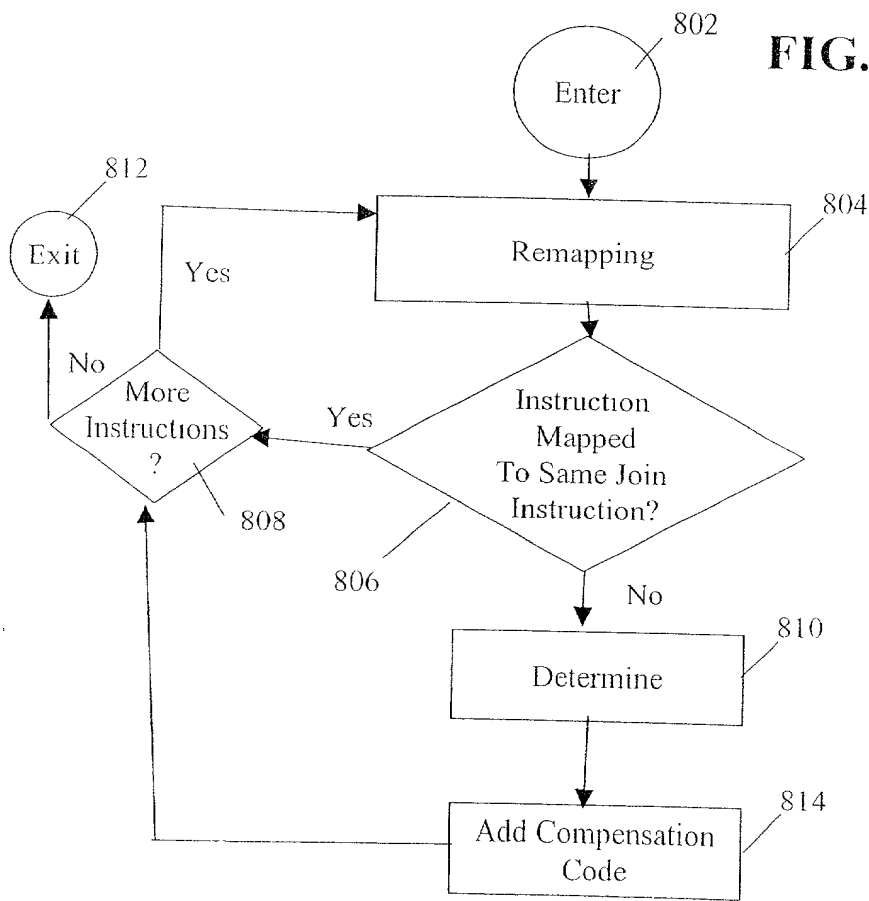 802
FIG.
Enter
812
804
Exit
Yes
Remapping
No
More
Instructions
?
Yes
Instruction
Mapped
To Same Join
Instruction?
808
806
No
810
Determine
814
Add Compensation
Code